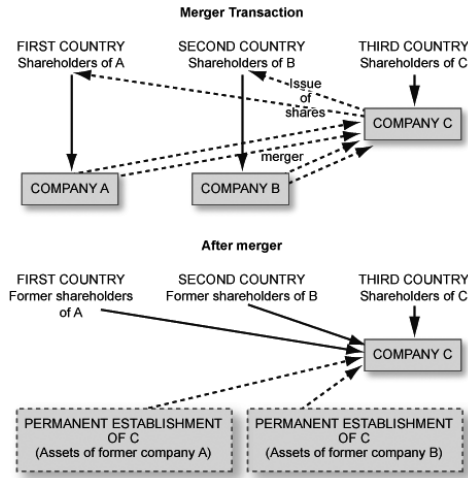 Merger Transaction
FIRST COUNTRY
Shareholders of A
SECOND COUNTRY
Shareholders of B
THIRD COUNTRY
Shareholders of C
Issue
of
shares
COMPANY C
merger
COMPANY A
COMPANY B
After merger
FIRST COUNTRY
Former shareholders
of A
SECOND COUNTRY
Former shareholders of B
THIRD COUNTRY
Shareholders of C
COMPANY C
PERMANENT ESTABLISHMENT
OF C
(Assets of former company A)
PERMANENT ESTABLISHMENT
OF C
(Assets of former company B)